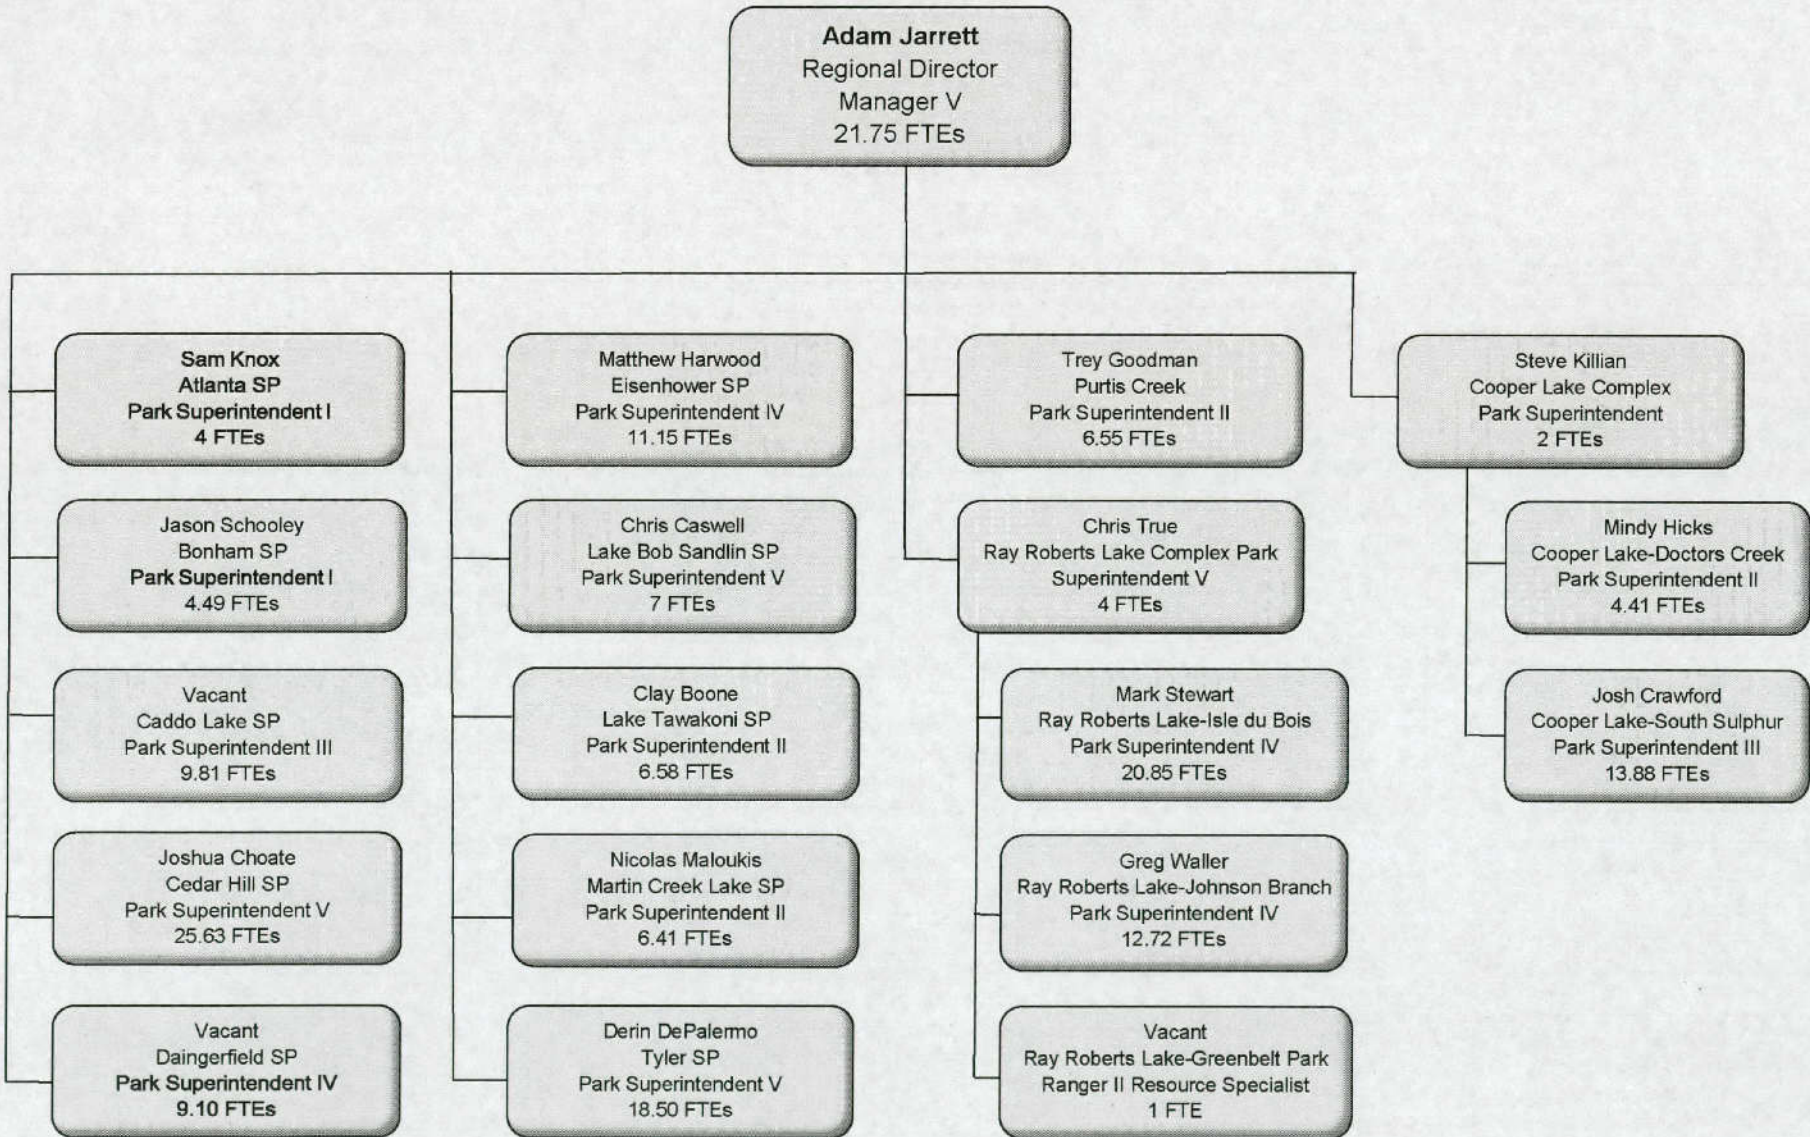 Adam Jarrett
Regional Director
Manager V
21.75 FTEs
Sam Knox
Atlanta SP
Park Superintendent I
4 FTEs
Jason Schooley
Bonham SP
Park Superintendent I
4.49 FTEs
Vacant
Caddo Lake SP
Park Superintendent III
9.81 FTEs
Joshua Choate
Cedar Hill SP
Park Superintendent V
25.63 FTEs
Vacant
Daingerfield SP
Park Superintendent IV
9.10 FTEs
Matthew Harwood
Eisenhower SP
Park Superintendent IV
11.15 FTEs
Chris Caswell
Lake Bob Sandlin SP
Park Superintendent V
7 FTEs
Clay Boone
Lake Tawakoni SP
Park Superintendent II
6.58 FTEs
Nicolas Maloukis
Martin Creek Lake SP
Park Superintendent II
6.41 FTEs
Derin DePalermo
Tyler SP
Park Superintendent V
18.50 FTEs
Trey Goodman
Purtis Creek
Park Superintendent II
6.55 FTEs
Chris True
Ray Roberts Lake Complex Park
Superintendent V
4 FTEs
Mark Stewart
Ray Roberts Lake-Isle du Bois
Park Superintendent IV
20.85 FTEs
Greg Waller
Ray Roberts Lake-Johnson Branch
Park Superintendent IV
12.72 FTEs
Vacant
Ray Roberts Lake-Greenbelt Park
Ranger II Resource Specialist
1 FTE
Steve Killian
Cooper Lake Complex
Park Superintendent
2 FTEs
Mindy Hicks
Cooper Lake-Doctors Creek
Park Superintendent II
4.41 FTEs
Josh Crawford
Cooper Lake-South Sulphur
Park Superintendent III
13.88 FTEs